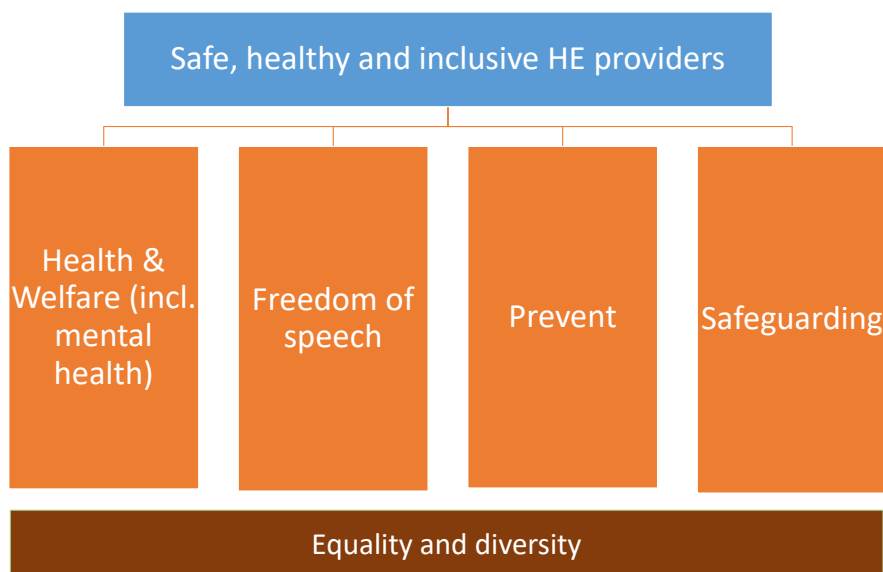 Safe, healthy and inclusive HE providers
Health &
Welfare (incl.
mental
health)
Freedom of
speech
Prevent
Safeguarding
Equality and diversity